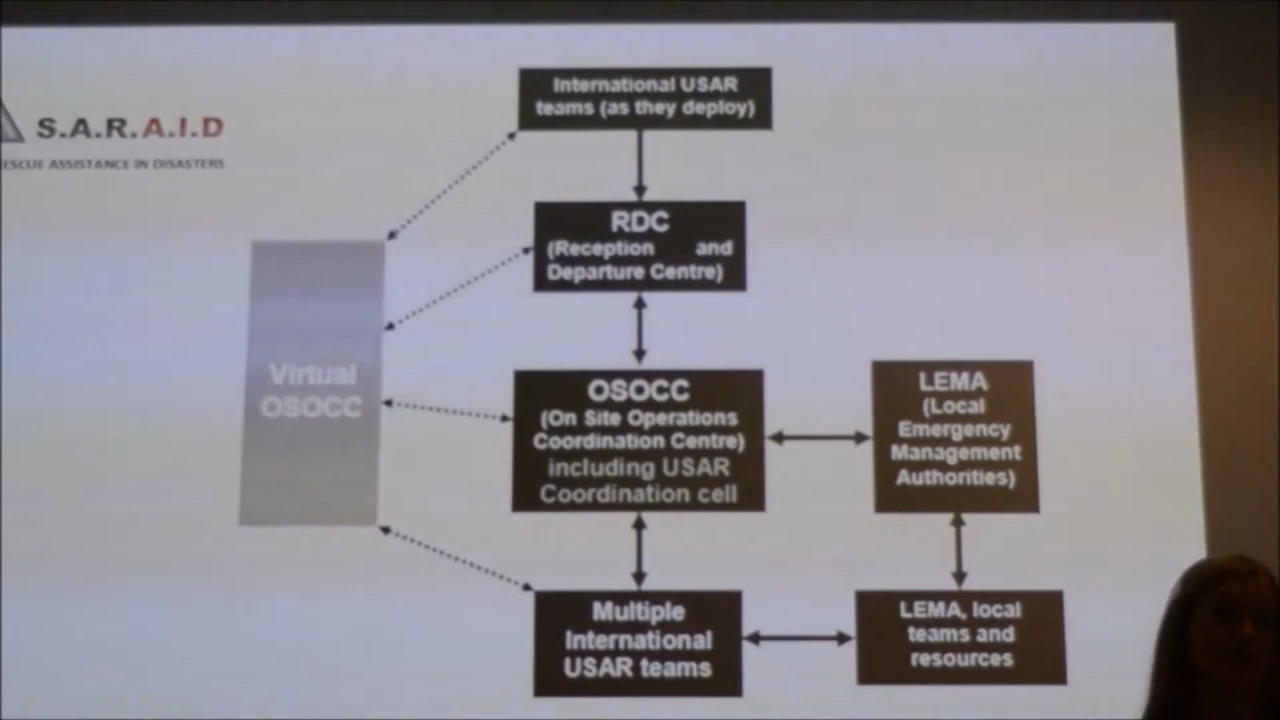 S.A.R.A.I.D
ESCUE ASSISTANCE IN DISASTERS
International USAR
teams (as they deploy)
RDC
(Reception and
Departure Centre)
Virtual
OSOCC
OSOCC
(On Site Operations
Coordination Centre)
including USAR
Coordination cell
LEMA
(Local
Emergency
Management
Authorities)
Multiple
International
USAR teams
LEMA, local
teams and
resources